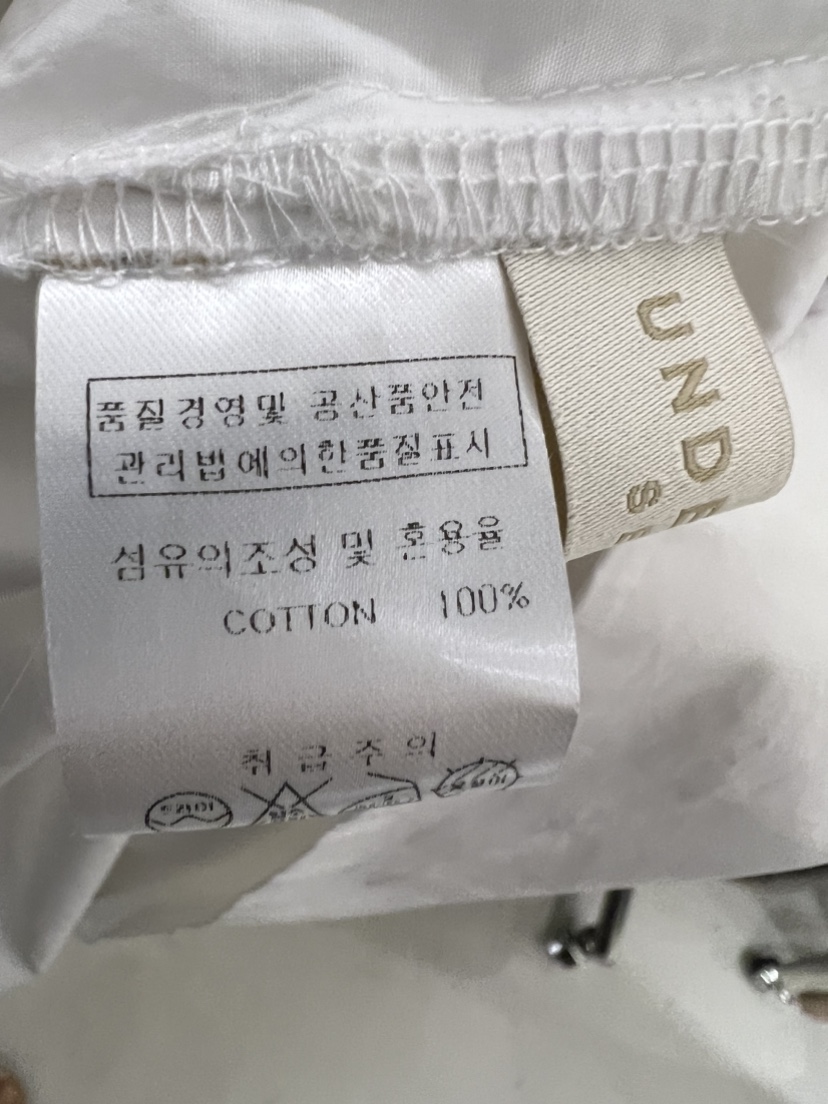 품질경영및 공산품안전
관리법에의한품질표시
섬유의조성 및 혼용율
COTTON 100%
취급주의
UNDE
S